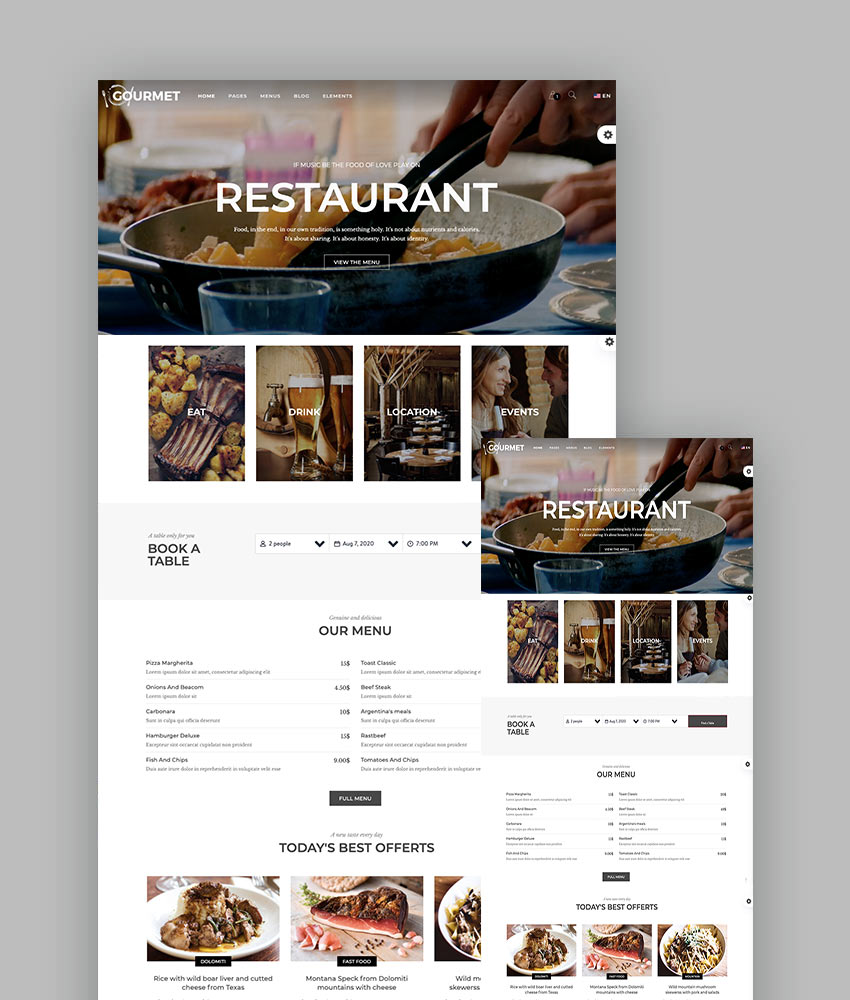 GOURMET HOME PAGES MENUS BLOG ELEMENTS 1 EN
IF MUSIC BE THE FOOD OF LOVE PLAY ON
RESTAURANT
Food, in the end, in our own tradition, is something holy. It's not about nutrients and calories.
It's about sharing. It's about honesty. It's about identity.
VIEW THE MENU
EAT DRINK LOCATION EVENTS
A table only for you
BOOK A
TABLE
2 people Aug 7, 2020 7:00 PM
Genuine and delicious
OUR MENU
Pizza Margherita 15$ Toast Classic
Lorem ipsum dolor sit amet, consectetur adipiscing elit Lorem ipsum dolor sit amet, consectetur adipiscing
Onions And Beacom 4.50$ Beef Steak
Lorem ipsum dolor sit Lorem ipsum dolor sit
Carbonara 10$ Argentina's meals
Sunt in culpa qui officia deserunt Sunt in culpa qui officia deserunt
Hamburger Deluxe 15$ Rastbeef
Excepteur sint occaecat cupidatat non proident Excepteur sint occaecat cupidatat non proident
Fish And Chips 9.00$ Tomatoes And Chips
Duis aute irure dolor in reprehenderit in voluptate velit esse Duis aute irure dolor in reprehenderit in voluptate
FULL MENU
A new taste every day
TODAY'S BEST OFFERTS
DOLOMITI FAST FOOD
Rice with wild boar liver and cutted Montana Speck from Dolomiti Wild
cheese from Texas mountains with cheese skewerss
GOURMET HOME PAGES MENUS BLOG ELEMENTS EN
IF MUSIC BE THE FOOD OF LOVE PLAY ON
RESTAURANT
Food, in the end, in our own tradition, is something holy. It's not about nutrients and calories.
It's about sharing. It's about honesty. It's about identity.
VIEW THE MENU
EAT DRINK LOCATION EVENTS
A table only for you
BOOK A
TABLE
2 people Aug 7, 2020 7:00 PM
Genuine and delicious
OUR MENU
Pizza Margherita 15$ Toast Classic
Onions And Beacom 4.50$ Beef Steak
Carbonara 10$ Argentina's meals
Hamburger Deluxe 15$ Rastbeef
Fish And Chips 9.00$ Tomatoes And Chips 9.00$
FULL MENU
A new taste every day
TODAY'S BEST OFFERTS
DOLOMITI FAST FOOD MOUNTAIN
Rice with wild boar liver and cutted Montana Speck from Dolomiti Wild mountain mushroom
cheese from Texas mountains with cheese skewerss with pork and salads